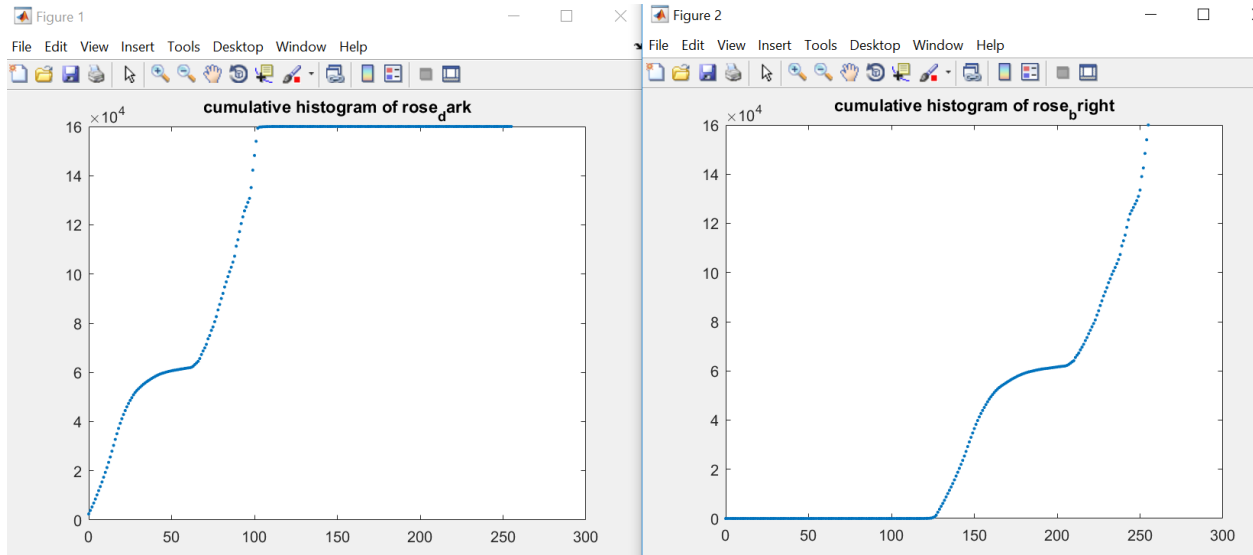 Figure 1
File Edit View Insert Tools Desktop Window Help
cumulative histogram of rose_dark
×10^4
16
14
12
10
8
6
4
2
0
0 50 100 150 200 250 300
Figure 2
File Edit View Insert Tools Desktop Window Help
cumulative histogram of rose_bright
×10^4
16
14
12
10
8
6
4
2
0
0 50 100 150 200 250 300